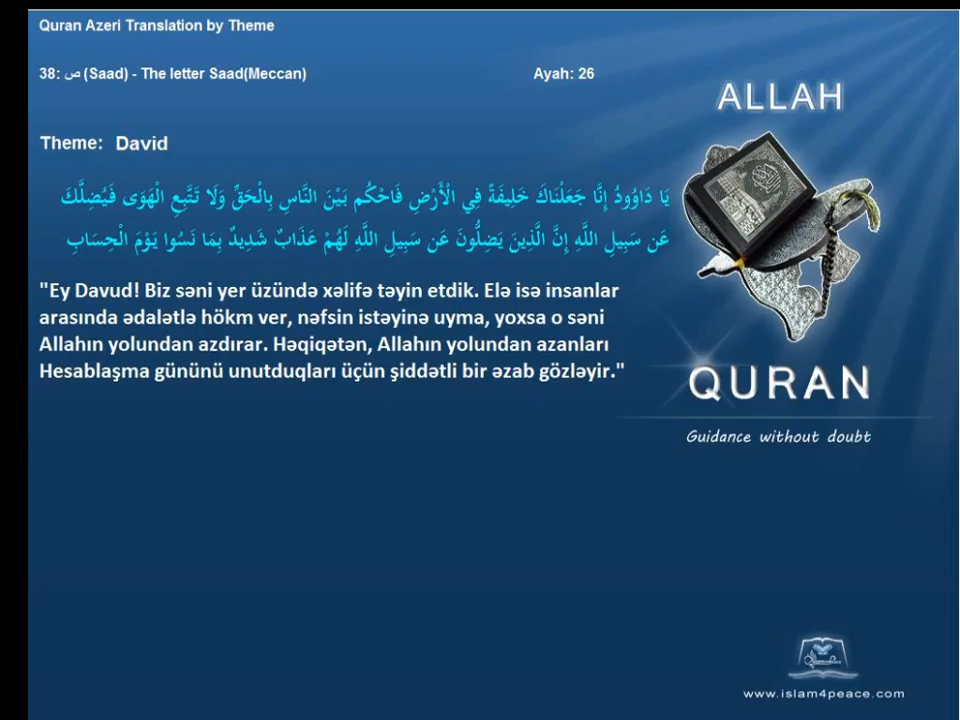 Quran Azeri Translation by Theme
38: ص (Saad) - The letter Saad(Meccan) Ayah: 26
ALLAH
Theme: David
يَا دَاوُودُ إِنَّا جَعَلْنَاكَ خَلِيفَةً فِي الْأَرْضِ فَاحْكُم بَيْنَ النَّاسِ بِالْحَقِّ وَلَا تَتَّبِعِ الْهَوَى فَيُضِلَّكَ
عَن سَبِيلِ اللَّهِ إِنَّ الَّذِينَ يَضِلُّونَ عَن سَبِيلِ اللَّهِ لَهُمْ عَذَابٌ شَدِيدٌ بِمَا نَسُوا يَوْمَ الْحِسَابِ
"Ey Davud! Biz səni yer üzündə xəlifə təyin etdik. Elə isə insanlar
arasında ədalətlə hökm ver, nəfsin istəyinə uyma, yoxsa o səni
Allahın yolundan azdırar. Həqiqətən, Allahın yolundan azanları
Hesablaşma gününü unutduqları üçün şiddətli bir əzab gözləyir."
QURAN
Guidance without doubt
www.islam4peace.com